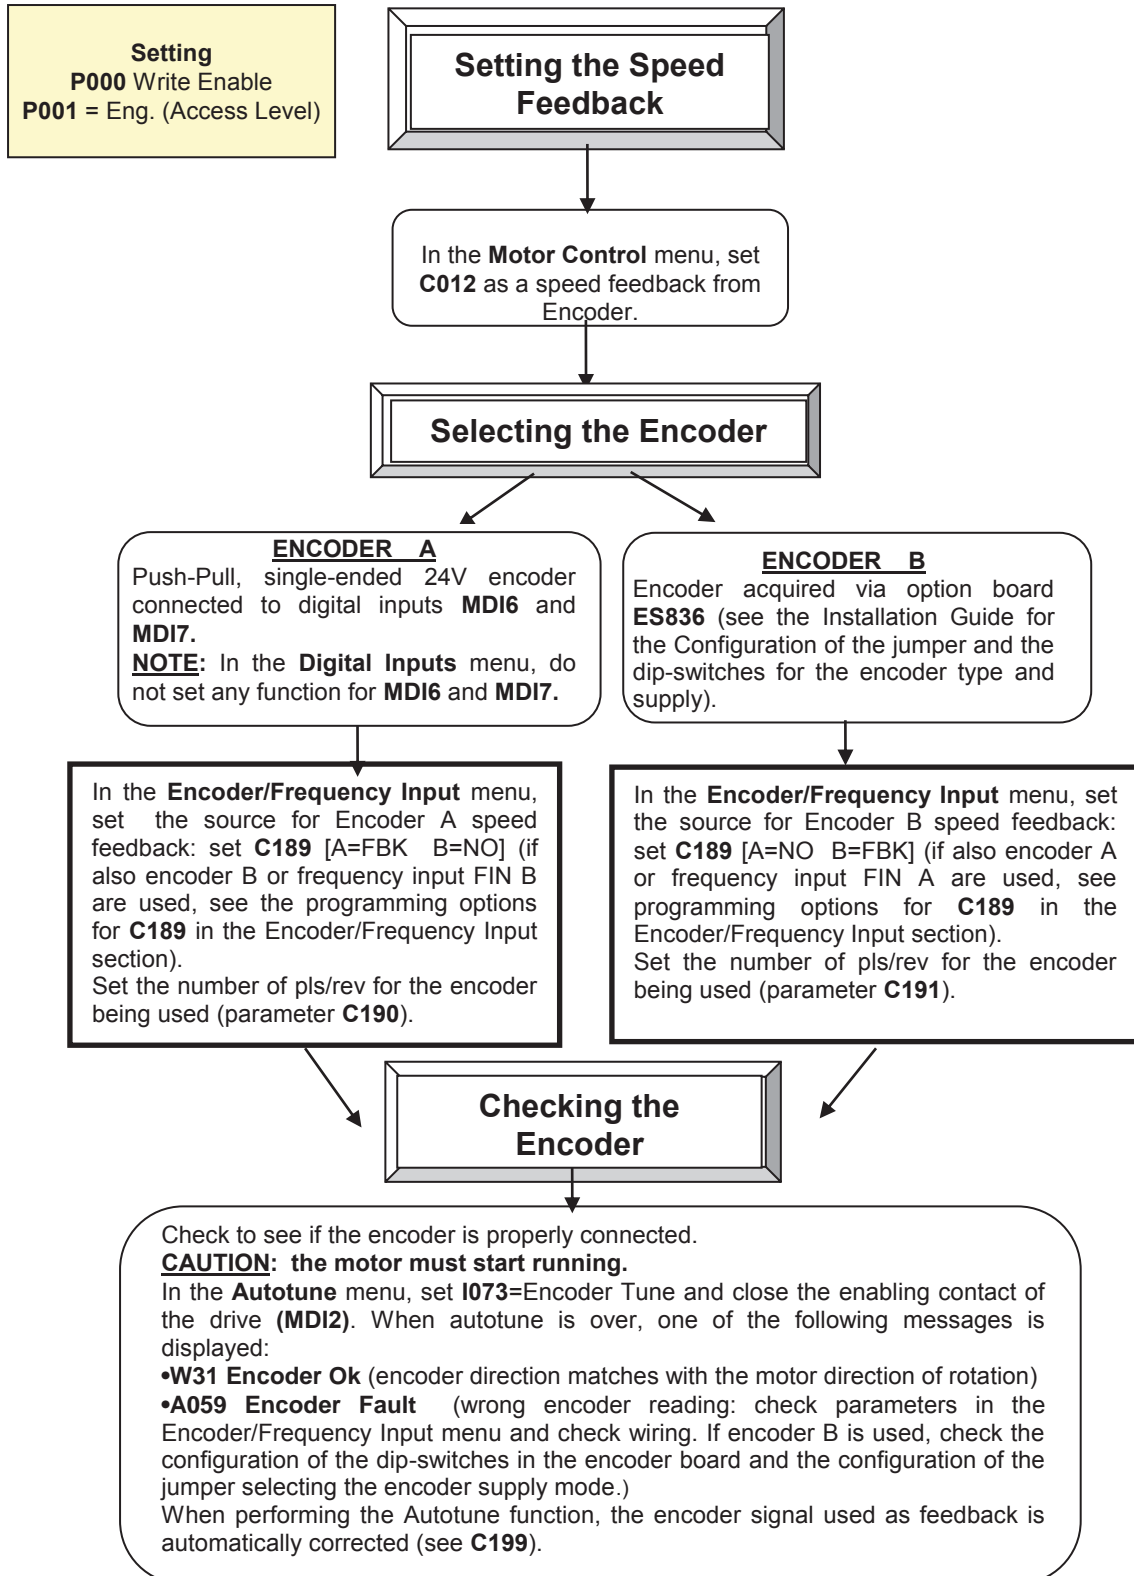 Setting
P000 Write Enable
P001 = Eng. (Access Level)
Setting the Speed
Feedback
In the Motor Control menu, set
C012 as a speed feedback from
Encoder.
Selecting the Encoder
ENCODER A
Push-Pull, single-ended 24V encoder
connected to digital inputs MDI6 and
MDI7.
NOTE: In the Digital Inputs menu, do
not set any function for MDI6 and MDI7.
ENCODER B
Encoder acquired via option board
ES836 (see the Installation Guide for
the Configuration of the jumper and the
dip-switches for the encoder type and
supply).
In the Encoder/Frequency Input menu,
set the source for Encoder A speed
feedback: set C189 [A=FBK B=NO] (if
also encoder B or frequency input FIN B
are used, see the programming options
for C189 in the Encoder/Frequency Input
section).
Set the number of pls/rev for the encoder
being used (parameter C190).
In the Encoder/Frequency Input menu, set
the source for Encoder B speed feedback:
set C189 [A=NO B=FBK] (if also encoder A
or frequency input FIN A are used, see
programming options for C189 in the
Encoder/Frequency Input section).
Set the number of pls/rev for the encoder
being used (parameter C191).
Checking the
Encoder
Check to see if the encoder is properly connected.
CAUTION: the motor must start running.
In the Autotune menu, set I073=Encoder Tune and close the enabling contact of
the drive (MDI2). When autotune is over, one of the following messages is
displayed:
•W31 Encoder Ok (encoder direction matches with the motor direction of rotation)
•A059 Encoder Fault (wrong encoder reading: check parameters in the
Encoder/Frequency Input menu and check wiring. If encoder B is used, check the
configuration of the dip-switches in the encoder board and the configuration of the
jumper selecting the encoder supply mode.)
When performing the Autotune function, the encoder signal used as feedback is
automatically corrected (see C199).